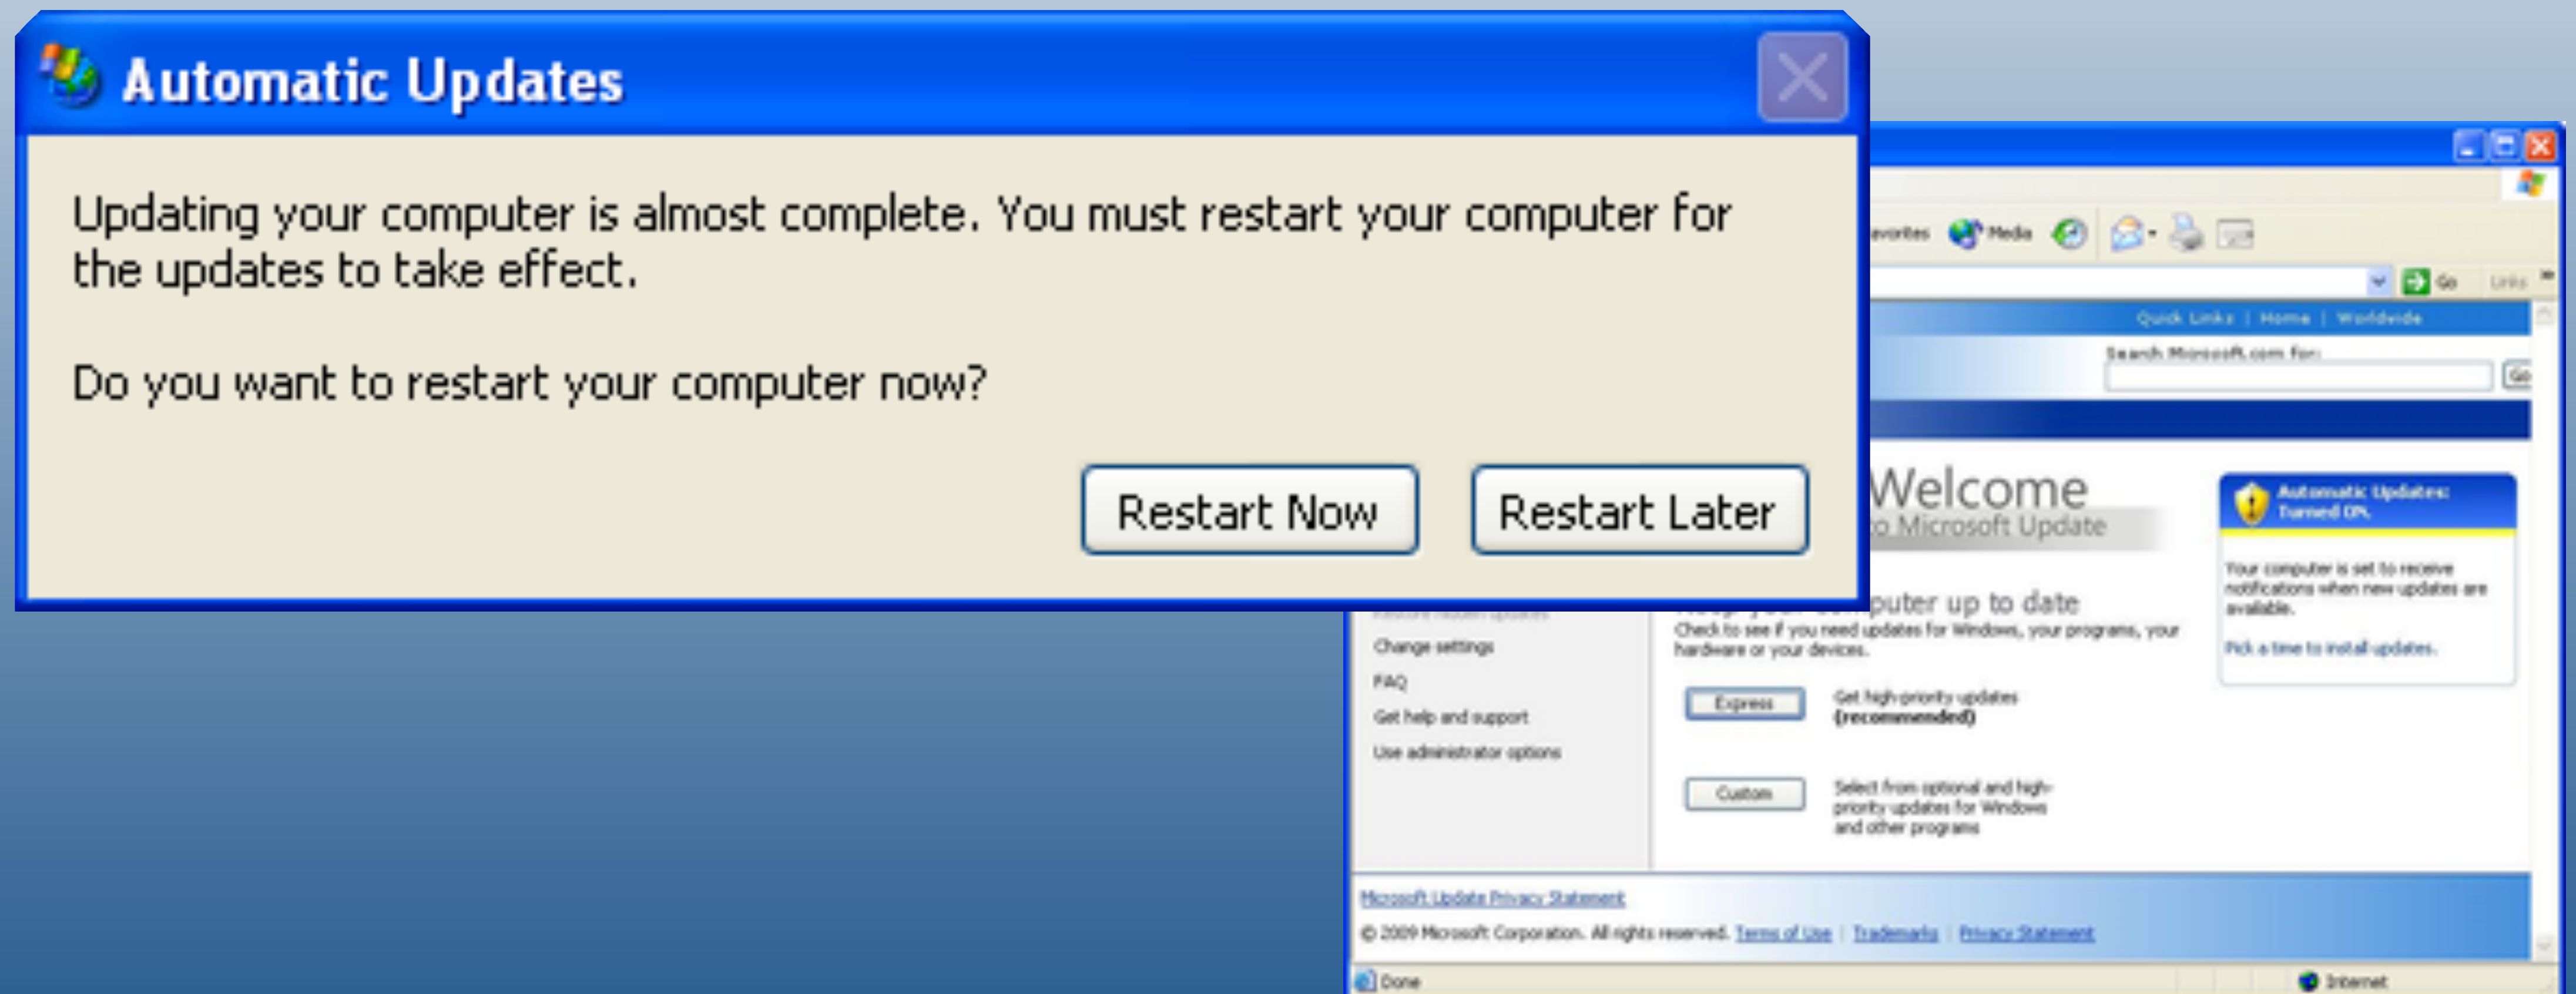 Automatic Updates
Updating your computer is almost complete. You must restart your computer for
the updates to take effect.
Do you want to restart your computer now?
Restart Now
Restart Later
avorites
Media
Go
Links
Quick Links | Home | Worldwide
Search Microsoft.com for:
Go
Welcome
to Microsoft Update
puter up to date
Check to see if you need updates for Windows, your programs, your
hardware or your devices.
Express
Get high-priority updates
(recommended)
Custom
Select from optional and high-
priority updates for Windows
and other programs
Automatic Updates:
Turned ON
Your computer is set to receive
notifications when new updates are
available.
Pick a time to install updates.
Change settings
FAQ
Get help and support
Use administrator options
Microsoft Update Privacy Statement
© 2009 Microsoft Corporation. All rights reserved. Terms of Use | Trademarks | Privacy Statement
Done
Internet